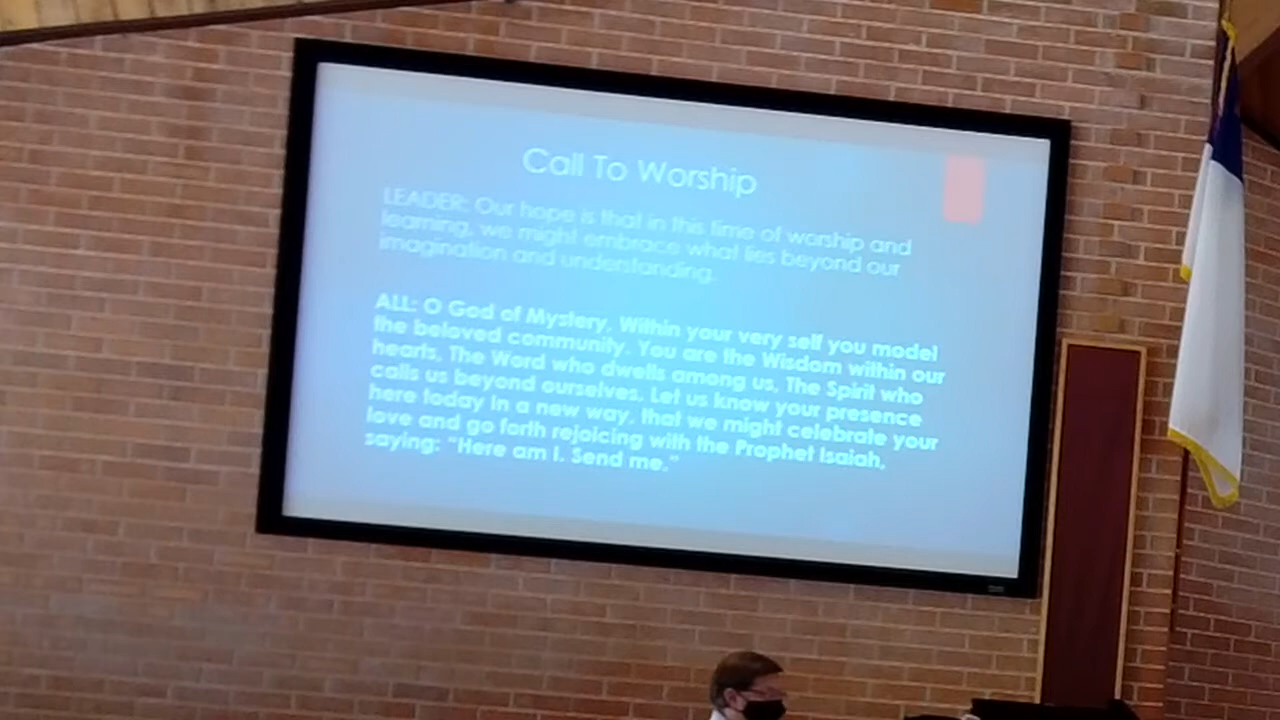 Call To Worship
LEADER: Our hope is that in this time of worship and
learning, we might embrace what lies beyond our
imagination and understanding.
ALL: O God of Mystery, Within your very self you model
the beloved community. You are the Wisdom within our
hearts, The Word who dwells among us, The Spirit who
calls us beyond ourselves, Let us know your presence
here today in a new way, that we might celebrate your
love and go forth rejoicing with the Prophet Isaiah,
saying: “Here am I. Send me.”